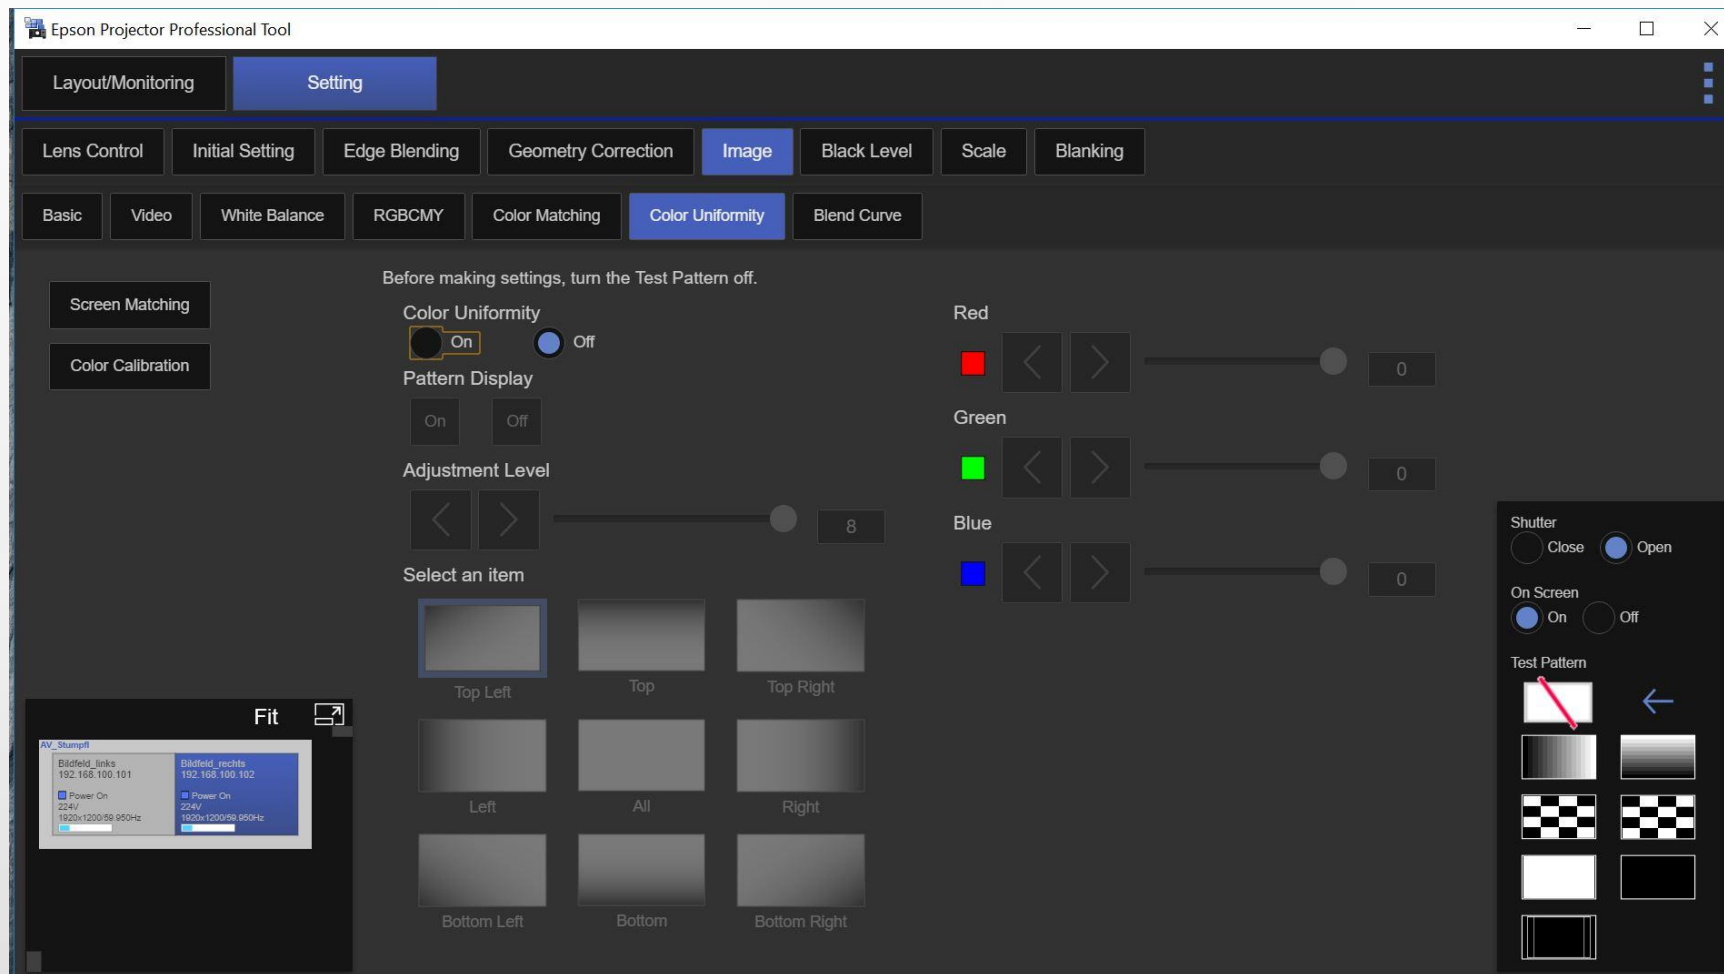 Epson Projector Professional Tool
Layout/Monitoring
Setting
Lens Control
Initial Setting
Edge Blending
Geometry Correction
Image
Black Level
Scale
Blanking
Basic
Video
White Balance
RGBCMY
Color Matching
Color Uniformity
Blend Curve
Screen Matching
Color Calibration
Before making settings, turn the Test Pattern off.
Color Uniformity
On
Off
Pattern Display
On
Off
Adjustment Level
8
Select an item
Top Left
Top
Top Right
Left
All
Right
Bottom Left
Bottom
Bottom Right
Red
0
Green
0
Blue
0
Shutter
Close
Open
On Screen
On
Off
Test Pattern
Fit
AV_Stumpfl
Bildfeld_links
192.168.100.101
Power On
224V
1920x1200/59.950Hz
Bildfeld_rechts
192.168.100.102
Power On
224V
1920x1200/59.950Hz